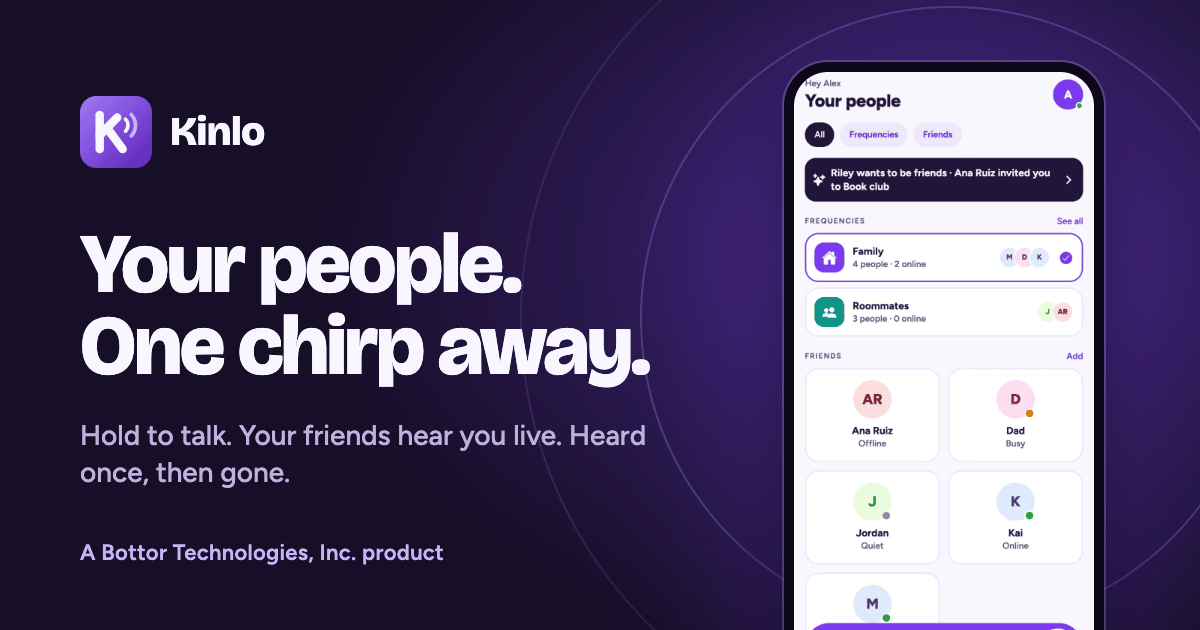 K
Kinlo
Your people.
One chirp away.
Hold to talk. Your friends hear you live. Heard
once, then gone.
A Bottor Technologies, Inc. product
Hey Alex
Your people
A
All
Frequencies
Friends
Riley wants to be friends · Ana Ruiz invited you
to Book club
FREQUENCIES
See all
Family
4 people · 2 online
M D K
Roommates
3 people · 0 online
J AR
FRIENDS
Add
AR
Ana Ruiz
Offline
D
Dad
Busy
J
Jordan
Quiet
K
Kai
Online
M